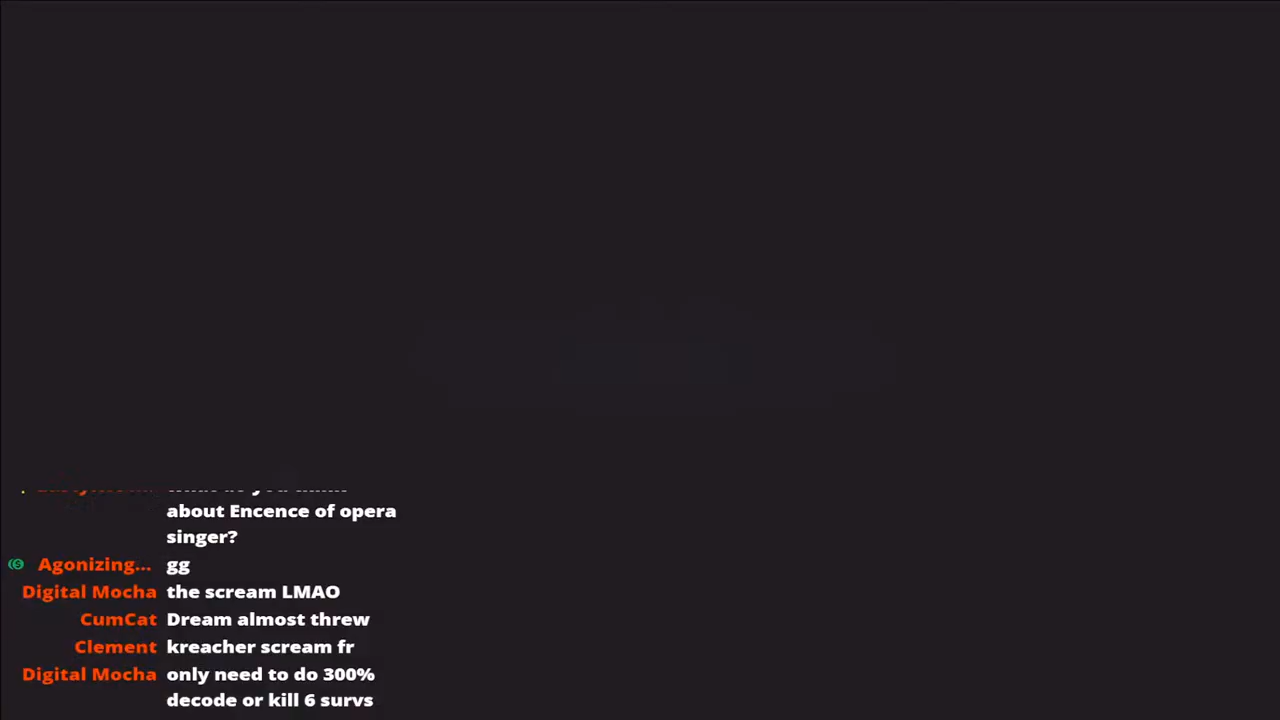 about Encence of opera
singer?
Agonizing... gg
Digital Mocha the scream LMAO
CumCat Dream almost threw
Clement kreacher scream fr
Digital Mocha only need to do 300%
decode or kill 6 survs